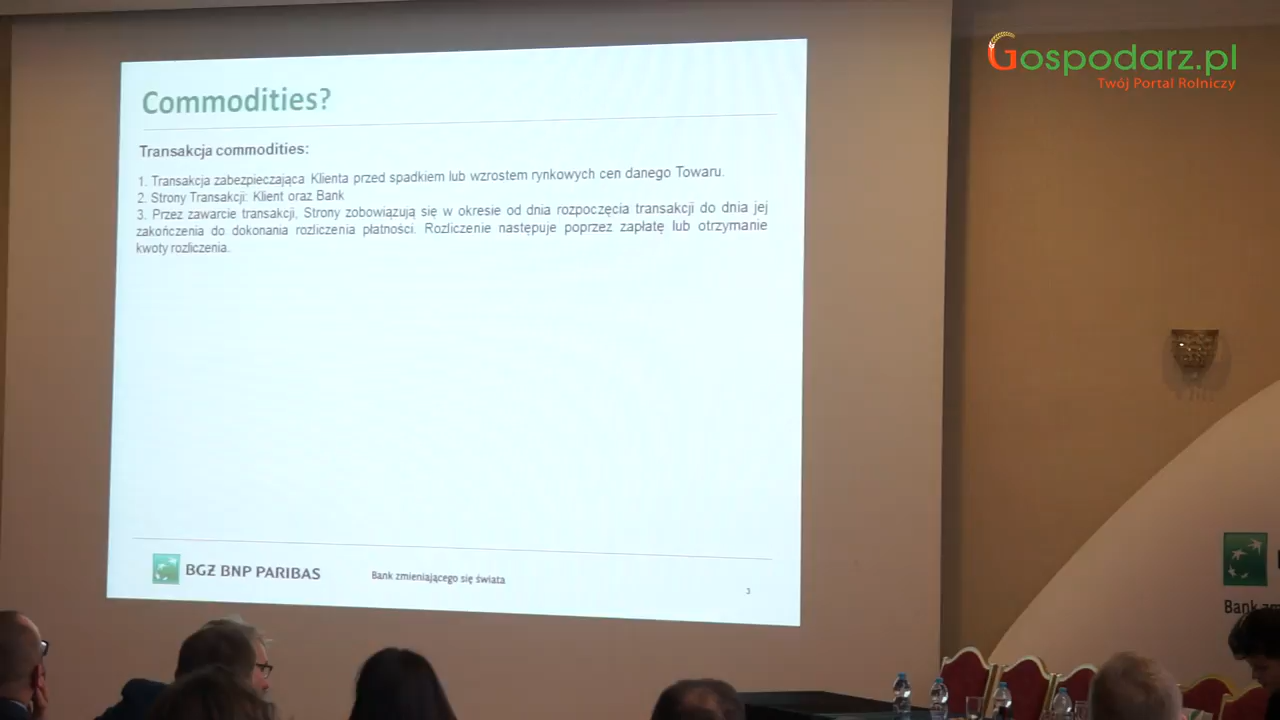 Gospodarz.pl
Twój Portal Rolniczy
Commodities?
Transakcja commodities:
1. Transakcja zabezpieczająca Klienta przed spadkiem lub wzrostem rynkowych cen danego Towaru.
2. Strony Transakcji: Klient oraz Bank
3. Przez zawarcie transakcji, Strony zobowiązują się w okresie od dnia rozpoczęcia transakcji do dnia jej
zakończenia do dokonania rozliczenia płatności. Rozliczenie następuje poprzez zapłatę lub otrzymanie
kwoty rozliczenia.
BGŻ BNP PARIBAS
Bank zmieniającego się świata
3
Bank